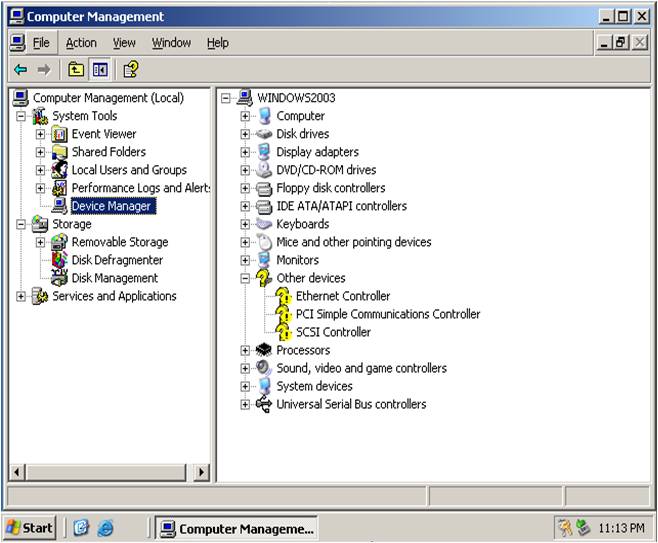 Computer Management
File Action View Window Help
Computer Management (Local)
System Tools
Event Viewer
Shared Folders
Local Users and Groups
Performance Logs and Alerts
Device Manager
Storage
Removable Storage
Disk Defragmenter
Disk Management
Services and Applications
WINDOWS2003
Computer
Disk drives
Display adapters
DVD/CD-ROM drives
Floppy disk controllers
IDE ATA/ATAPI controllers
Keyboards
Mice and other pointing devices
Monitors
Other devices
Ethernet Controller
PCI Simple Communications Controller
SCSI Controller
Processors
Sound, video and game controllers
System devices
Universal Serial Bus controllers
Start
Computer Manageme...
11:13 PM